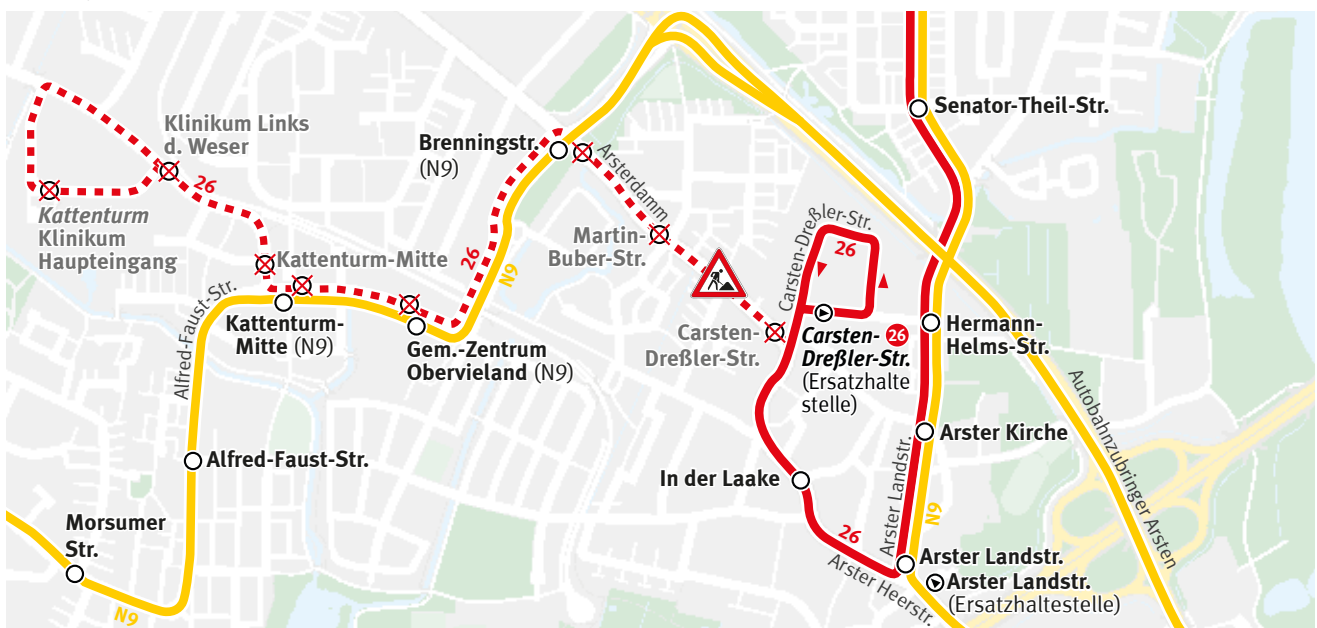 Senator-Theil-Str.
Klinikum Links
d. Weser
Brenningstr.
(N9)
Arsterdamm
26
Kattenturm
Klinikum
Haupteingang
Carsten-Dreßler-Str.
26
Martin-
Buber-Str.
Kattenturm-Mitte
26
N9
Alfred-Faust-Str.
Kattenturm-
Mitte (N9)
Gem.-Zentrum
Obervieland (N9)
Carsten-
Dreßler-Str.
Carsten- 26
Dreßler-Str.
(Ersatzhalte
stelle)
Hermann-
Helms-Str.
Autobahnzubringer Arsten
Arster Kirche
Alfred-Faust-Str.
In der Laake
Arster Landstr.
N9
Morsumer
Str.
26
Arster Heerstr.
Arster Landstr.
Arster Landstr.
(Ersatzhaltestelle)
N9